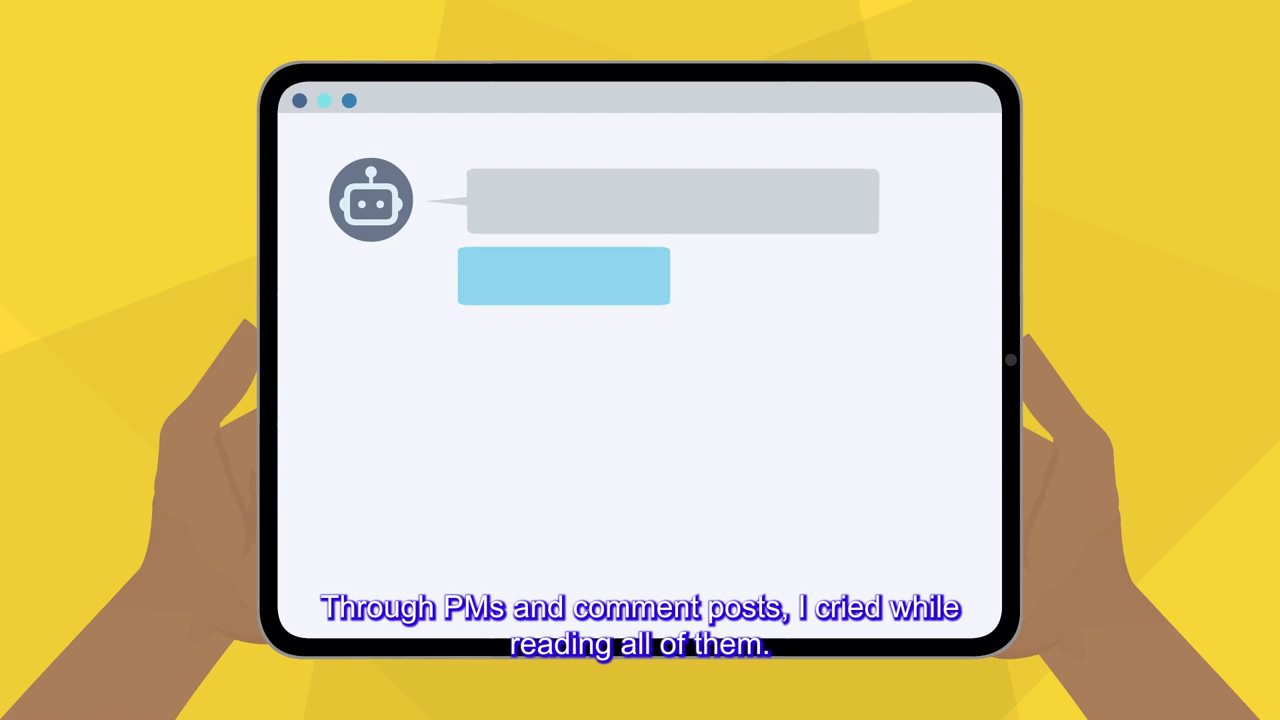 Through PMs and comment posts, I cried while
reading all of them.